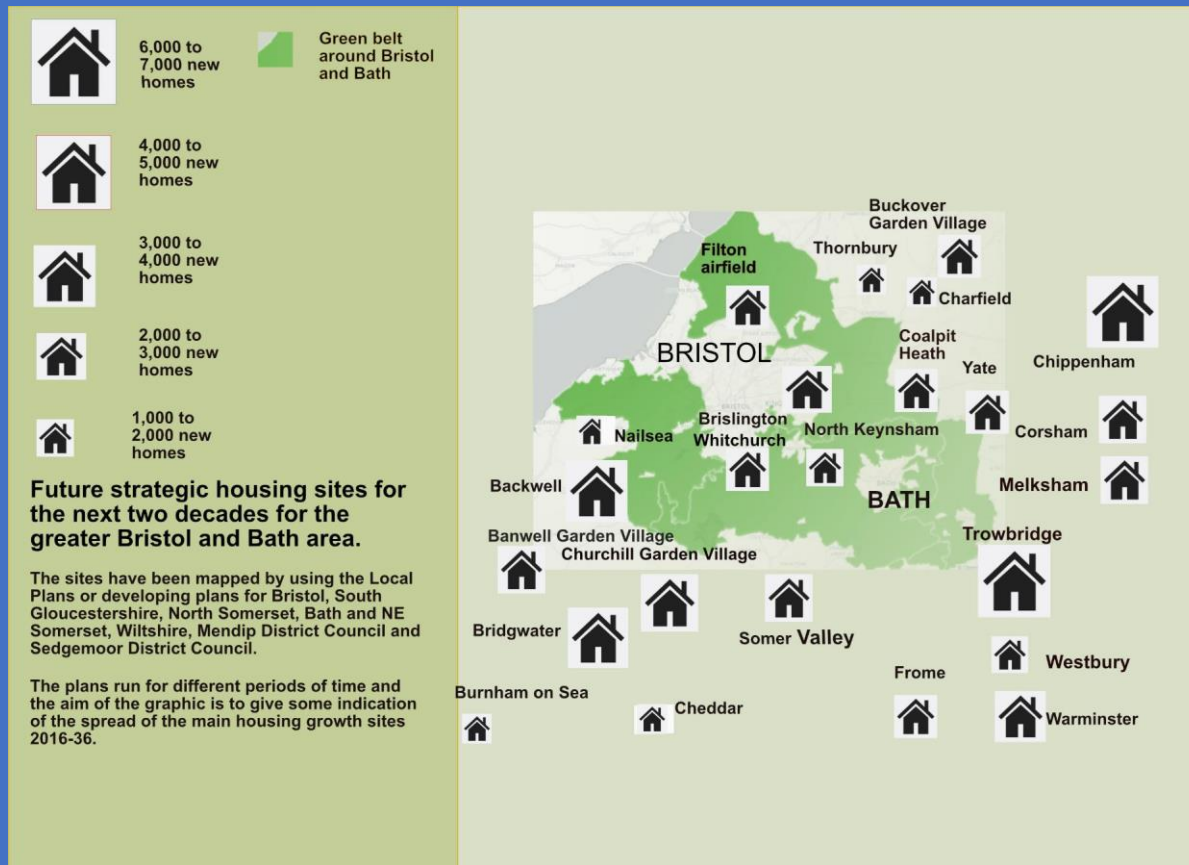 6,000 to
7,000 new
homes
Green belt
around Bristol
and Bath
4,000 to
5,000 new
homes
3,000 to
4,000 new
homes
2,000 to
3,000 new
homes
1,000 to
2,000 new
homes
Future strategic housing sites for
the next two decades for the
greater Bristol and Bath area.
The sites have been mapped by using the Local
Plans or developing plans for Bristol, South
Gloucestershire, North Somerset, Bath and NE
Somerset, Wiltshire, Mendip District Council and
Sedgemoor District Council.
The plans run for different periods of time and
the aim of the graphic is to give some indication
of the spread of the main housing growth sites
2016-36.
Buckover
Garden Village
Filton
airfield
Thornbury
Charfield
BRISTOL
Coalpit
Heath
Yate
Chippenham
Brislington
Nailsea
Whitchurch
North Keynsham
Corsham
Backwell
BATH
Melksham
Banwell Garden Village
Churchill Garden Village
Trowbridge
Bridgwater
Somer Valley
Westbury
Frome
Burnham on Sea
Cheddar
Warminster